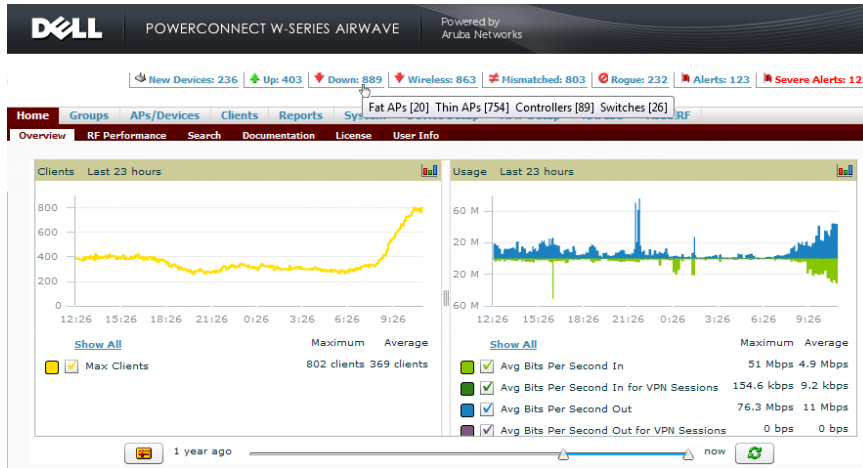 DELL POWERCONNECT W-SERIES AIRWAVE
Powered by
Aruba Networks
New Devices: 236 Up: 403 Down: 889 Wireless: 863 Mismatched: 803 Rogue: 232 Alerts: 123 Severe Alerts: 12
Fat APs [20] Thin APs [754] Controllers [89] Switches [26]
Home Groups APs/Devices Clients Reports
Overview RF Performance Search Documentation License User Info
Clients Last 23 hours
800
600
400
200
0
12:26 15:26 18:26 21:26 0:26 3:26 6:26 9:26
Show All Maximum Average
Max Clients 802 clients 369 clients
Usage Last 23 hours
60 M
20 M
20 M
60 M
12:26 15:26 18:26 21:26 0:26 3:26 6:26 9:26
Show All Maximum Average
Avg Bits Per Second In 51 Mbps 4.9 Mbps
Avg Bits Per Second In for VPN Sessions 154.6 kbps 9.2 kbps
Avg Bits Per Second Out 76.3 Mbps 11 Mbps
Avg Bits Per Second Out for VPN Sessions 0 bps 0 bps
1 year ago now